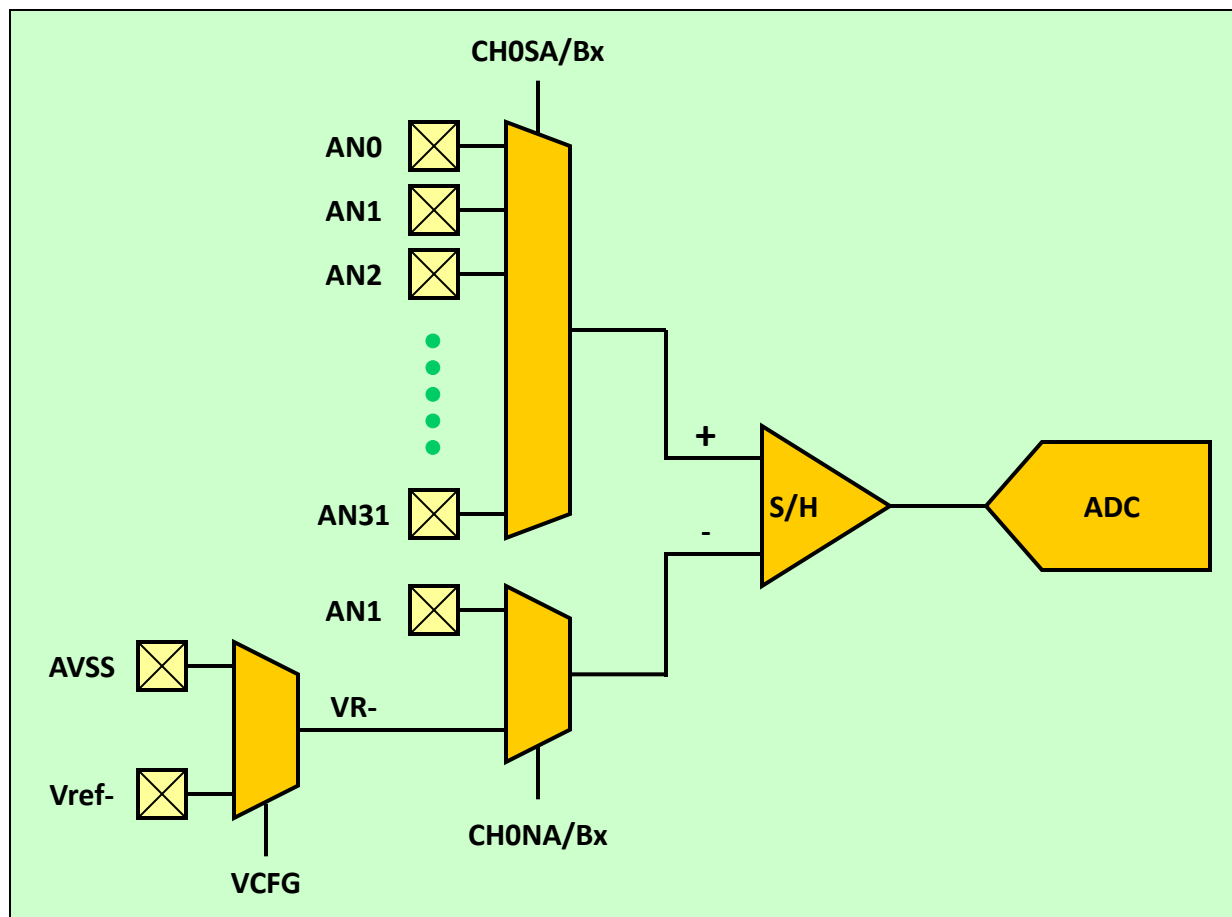 CH0SA/Bx
AN0
AN1
AN2
+
S/H
ADC
AN31
-
AN1
AVSS
VR-
Vref-
CH0NA/Bx
VCFG